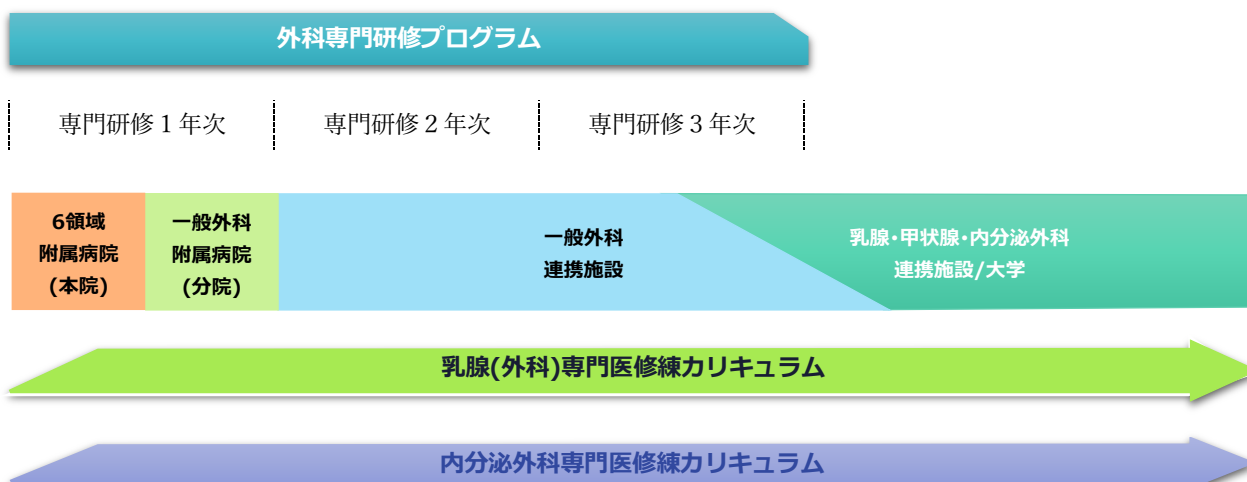 外科専門研修プログラム
専門研修１年次
専門研修２年次
専門研修３年次
6領域
附属病院
(本院)
一般外科
附属病院
(分院)
一般外科
連携施設
乳腺・甲状腺・内分泌外科
連携施設/大学
乳腺(外科)専門医修練カリキュラム
内分泌外科専門医修練カリキュラム